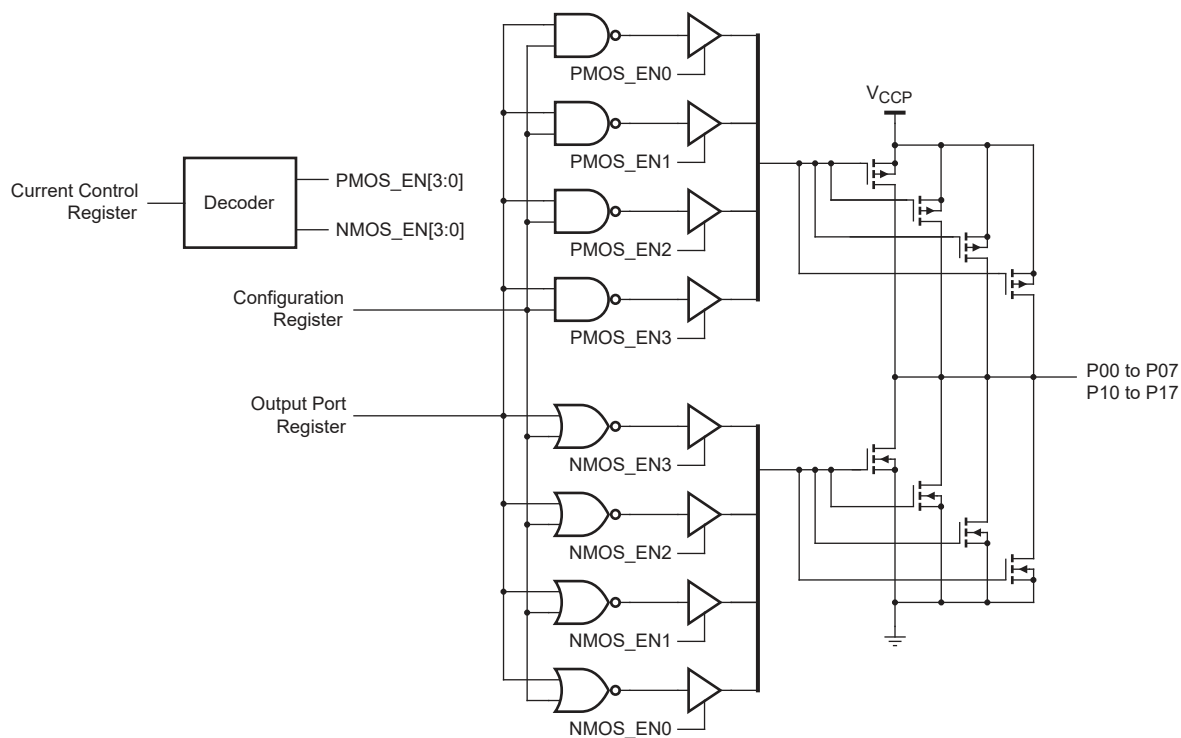 PMOS_EN0
V_CCP
PMOS_EN1
Current Control
Register
Decoder
PMOS_EN[3:0]
NMOS_EN[3:0]
PMOS_EN2
Configuration
Register
PMOS_EN3
P00 to P07
P10 to P17
Output Port
Register
NMOS_EN3
NMOS_EN2
NMOS_EN1
NMOS_EN0